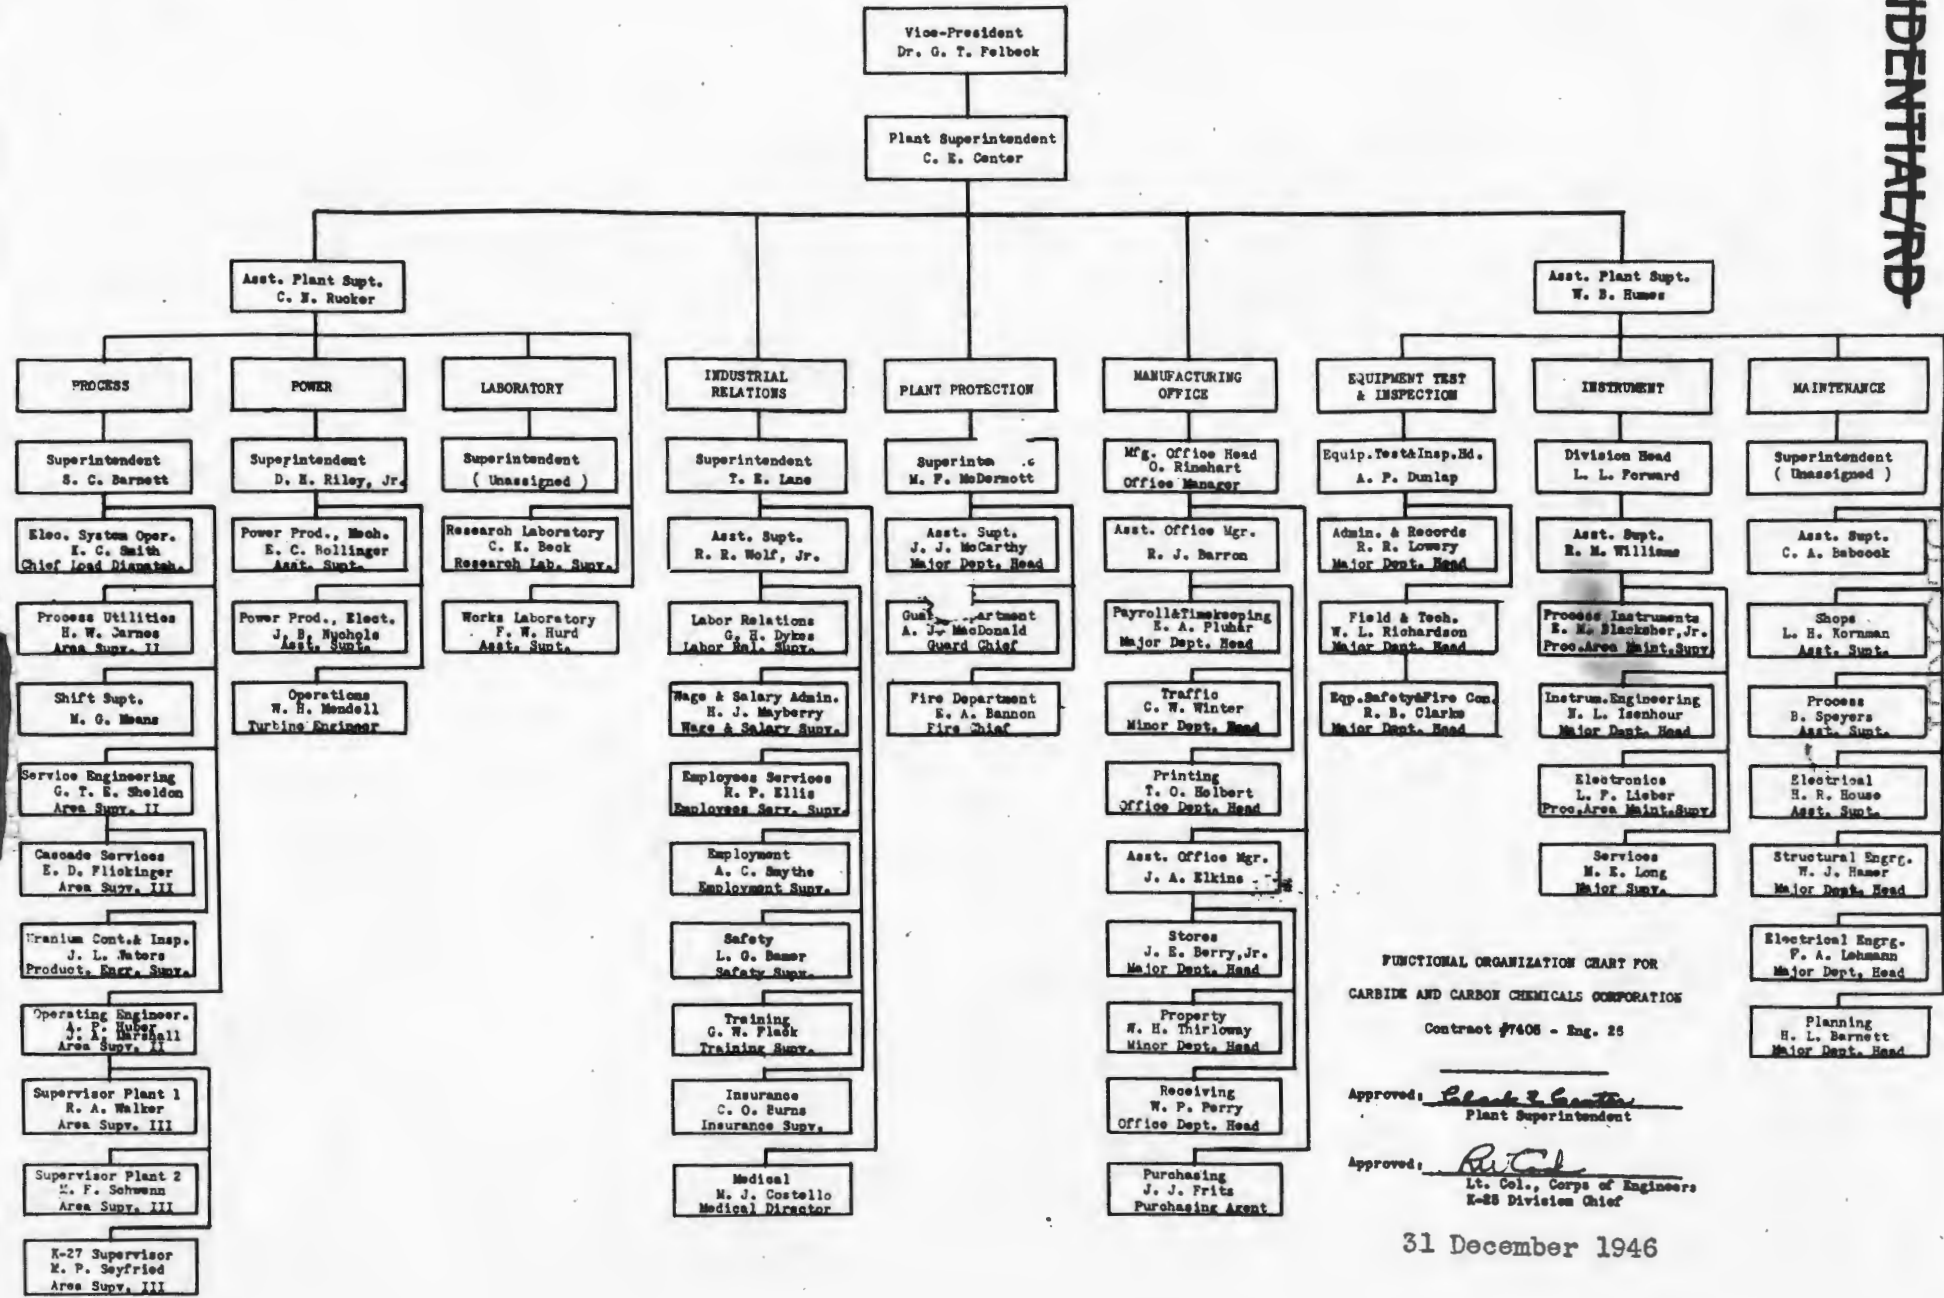 IDENTIAL/RD
Vice-President
Dr. G. T. Felbeck
Plant Superintendent
C. E. Center
Asst. Plant Supt.
C. N. Rucker
Asst. Plant Supt.
W. B. Humes
PROCESS
POWER
LABORATORY
INDUSTRIAL
RELATIONS
PLANT PROTECTION
MANUFACTURING
OFFICE
EQUIPMENT TEST
& INSPECTION
INSTRUMENT
MAINTENANCE
Superintendent
S. C. Barnett
Elec. System Oper.
K. C. Smith
Chief Load Dispatch.
Process Utilities
H. W. Carnes
Area Supv. II
Shift Supt.
M. G. Means
Service Engineering
G. T. E. Sheldon
Area Supv. II
Cascade Services
E. D. Flickinger
Area Supv. III
Uranium Cont.& Insp.
J. L. Waters
Product. Engr. Supv.
Operating Engineer.
A. P. Huber
J. A. Marshall
Area Supv. II
Supervisor Plant 1
R. A. Walker
Area Supv. III
Supervisor Plant 2
F. Schwenn
Area Supv. III
K-27 Supervisor
P. Seyfried
Area Supv. III
Superintendent
D. H. Riley, Jr.
Power Prod., Mech.
E. C. Bollinger
Asst. Supt.
Power Prod., Elect.
J. B. Nuchols
Asst. Supt.
Operations
W. H. Mendell
Turbine Engineer
Superintendent
( Unassigned )
Research Laboratory
C. K. Beck
Research Lab. Supv.
Works Laboratory
F. W. Hurd
Asst. Supt.
Superintendent
T. E. Lane
Asst. Supt.
R. R. Wolf, Jr.
Labor Relations
G. H. Dykes
Labor Rel. Supv.
Wage & Salary Admin.
H. J. Mayberry
Wage & Salary Supv.
Employees Services
R. P. Ellis
Employees Serv. Supv.
Employment
A. C. Smythe
Employment Supv.
Safety
L. G. Bamer
Safety Supv.
Training
G. W. Flack
Training Supv.
Insurance
C. O. Burns
Insurance Supv.
Medical
M. J. Costello
Medical Director
Superinte
M. F. McDermott
Asst. Supt.
J. J. McCarthy
Major Dept. Head
Gua artment
A. J. MacDonald
Guard Chief
Fire Department
E. A. Bannon
Fire Chief
Mfg. Office Head
O. Rinehart
Office Manager
Asst. Office Mgr.
R. J. Barron
Payroll&Timekeeping
E. A. Pluhar
Major Dept. Head
Traffic
C. W. Winter
Minor Dept. Head
Printing
T. O. Holbert
Office Dept. Head
Asst. Office Mgr.
J. A. Elkins
Stores
J. E. Berry,Jr.
Major Dept. Head
Property
W. H. Thirloway
Minor Dept. Head
Receiving
W. P. Perry
Office Dept. Head
Purchasing
J. J. Frits
Purchasing Agent
Equip.Test&Insp.Hd.
A. P. Dunlap
Admin. & Records
R. R. Lowery
Major Dept. Head
Field & Tech.
W. L. Richardson
Major Dept. Head
Eqp.Safety&Fire Con.
R. B. Clarke
Major Dept. Head
Division Head
L. L. Forward
Asst. Supt.
R. M. Williams
Process Instruments
E. M. Blacksher,Jr.
Proc.Area Maint.Supv.
Instrum.Engineering
N. L. Isenhour
Major Dept. Head
Electronics
L. F. Lieber
Proc.Area Maint.Supv.
Services
M. E. Long
Major Supv.
Superintendent
( Unassigned )
Asst. Supt.
C. A. Babcock
Shops
L. H. Kornman
Asst. Supt.
Process
B. Speyers
Asst. Supt.
Electrical
H. R. House
Asst. Supt.
Structural Engrg.
W. J. Hamer
Major Dept. Head
Electrical Engrg.
F. A. Lehmann
Major Dept, Head
Planning
H. L. Barnett
Major Dept. Head
FUNCTIONAL ORGANIZATION CHART FOR
CARBIDE AND CARBON CHEMICALS CORPORATION
Contract #7405 - Eng. 26
Approved: Clark E. Center
Plant Superintendent
Approved: RW Cook
Lt. Col., Corps of Engineers
K-25 Division Chief
31 December 1946